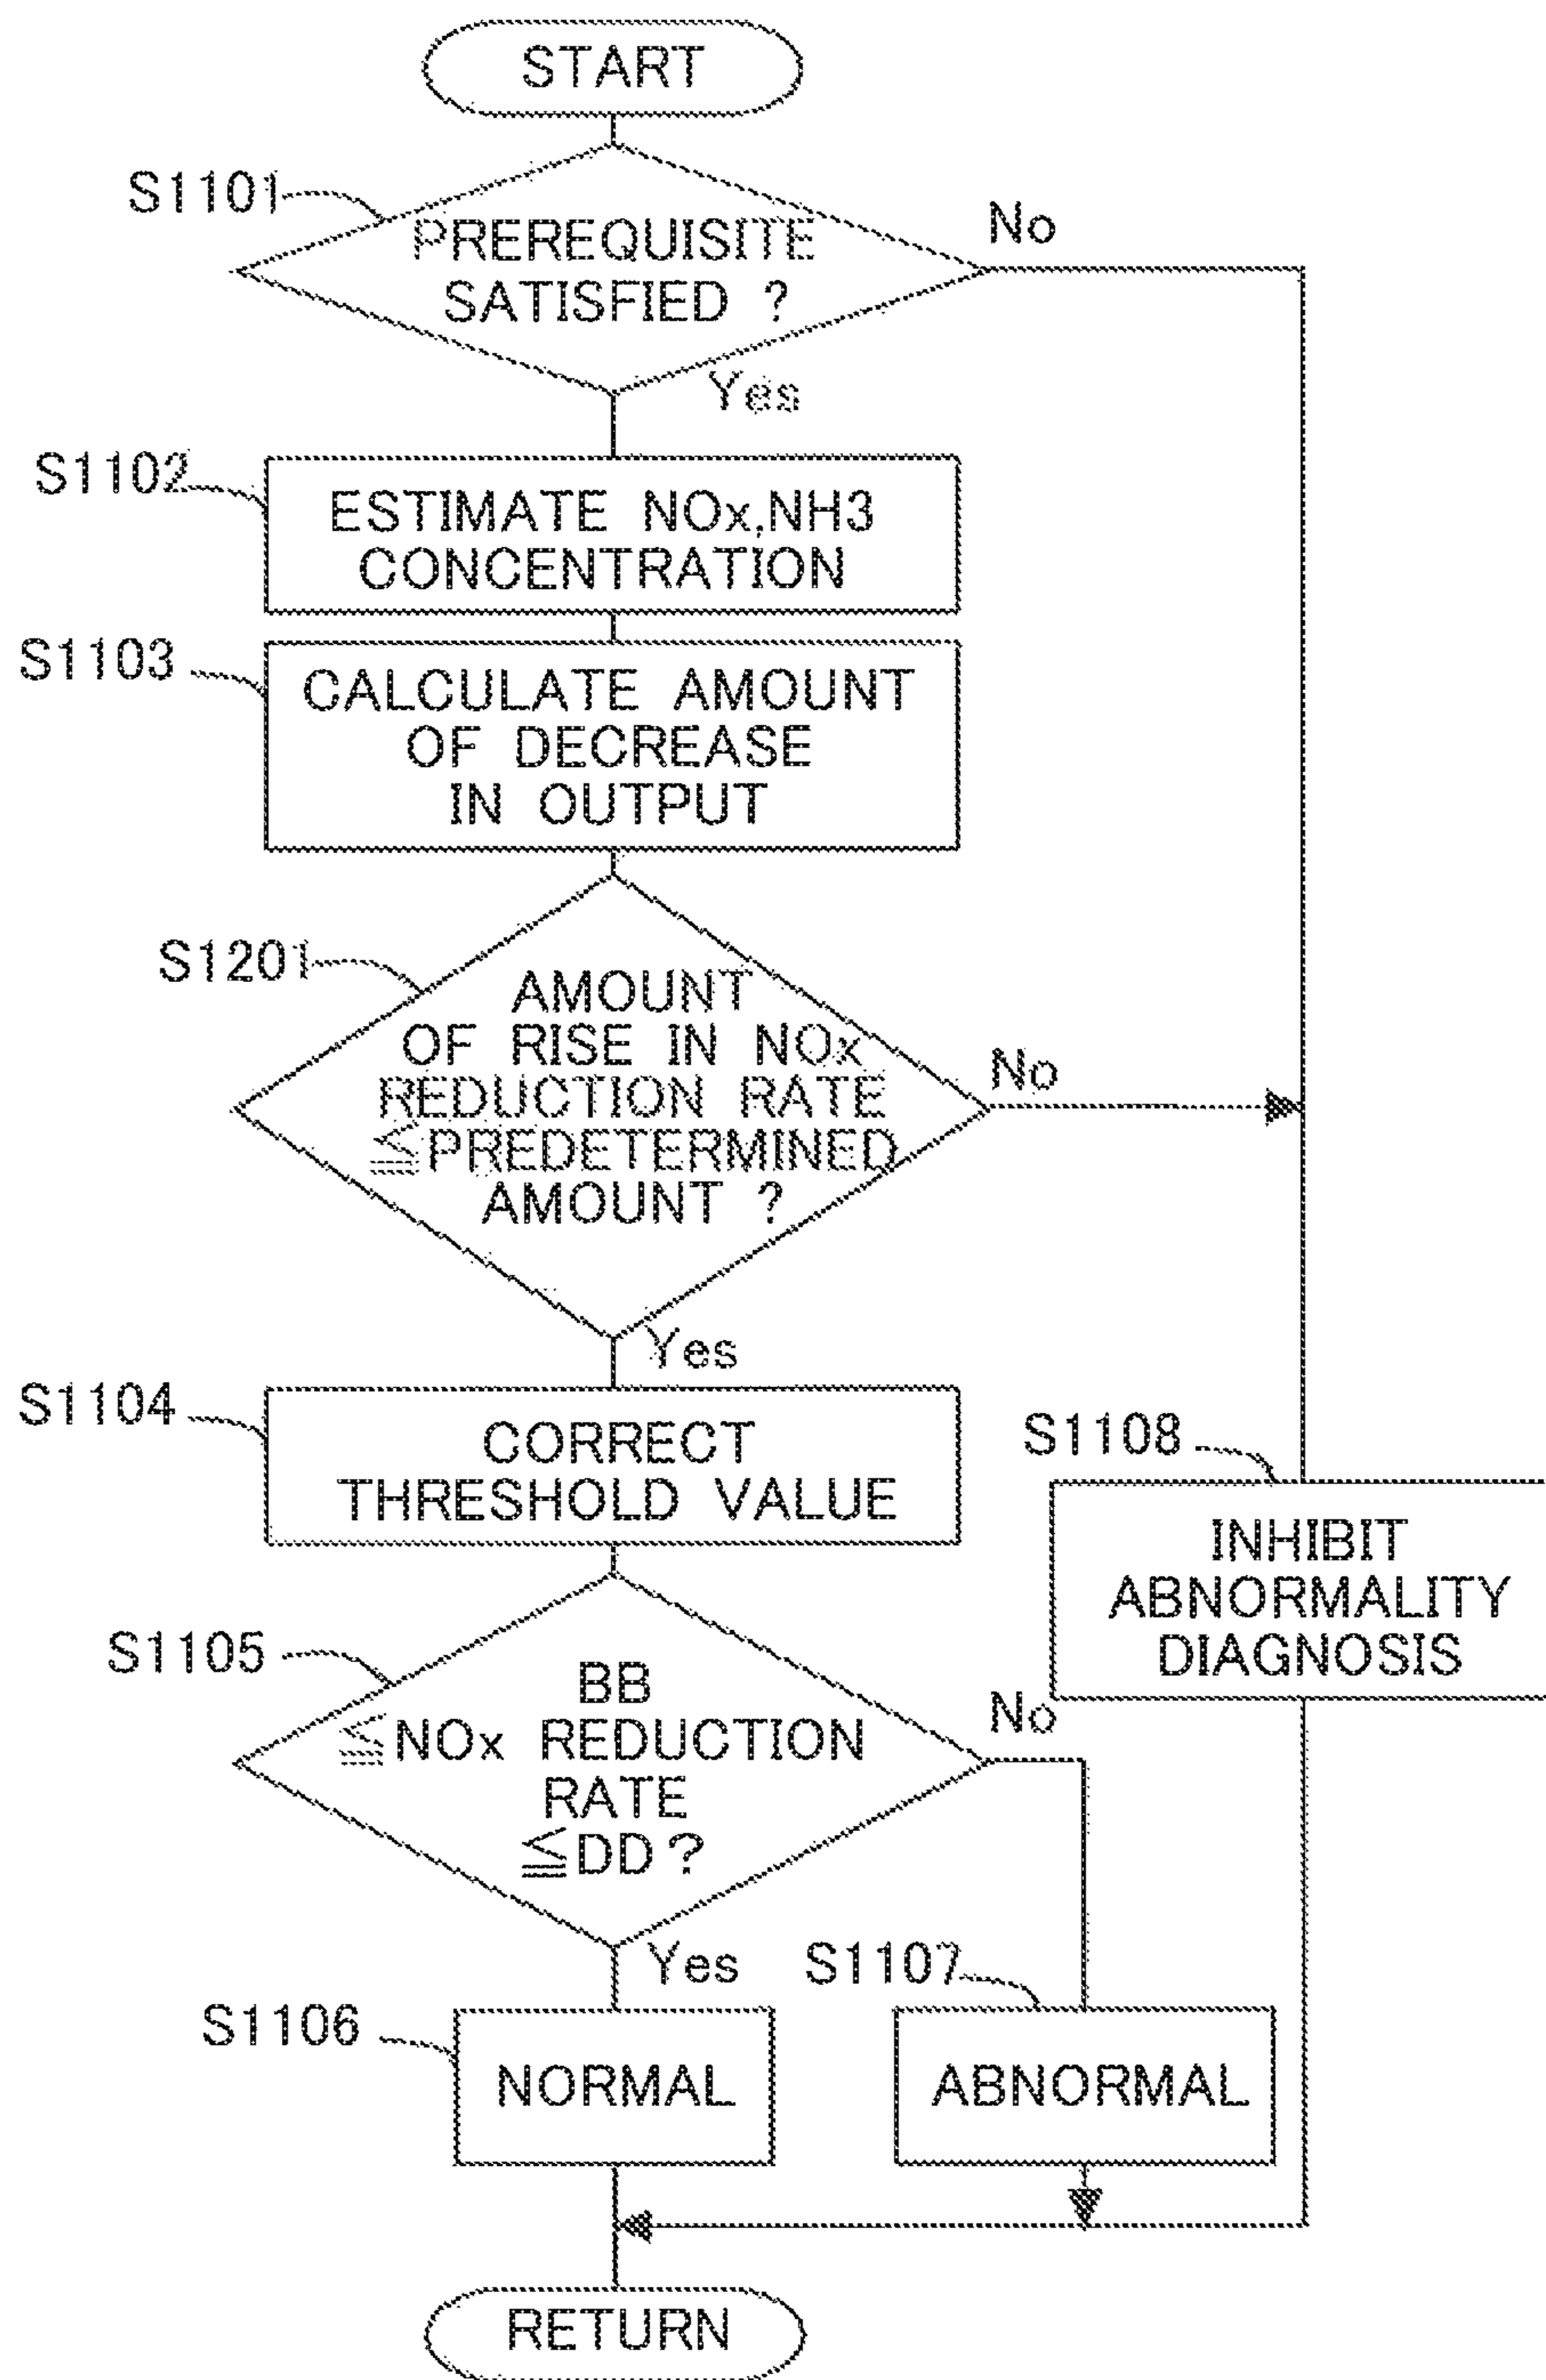 START
S1101
PREREQUISITE
SATISFIED ?
No
Yes
S1102
ESTIMATE NOx,NH3
CONCENTRATION
S1103
CALCULATE AMOUNT
OF DECREASE
IN OUTPUT
S1201
AMOUNT
OF RISE IN NOx
REDUCTION RATE
≦PREDETERMINED
AMOUNT ?
No
Yes
S1104
CORRECT
THRESHOLD VALUE
S1108
INHIBIT
ABNORMALITY
DIAGNOSIS
S1105
BB
≦NOx REDUCTION
RATE
≦DD?
No
Yes
S1106
NORMAL
S1107
ABNORMAL
RETURN